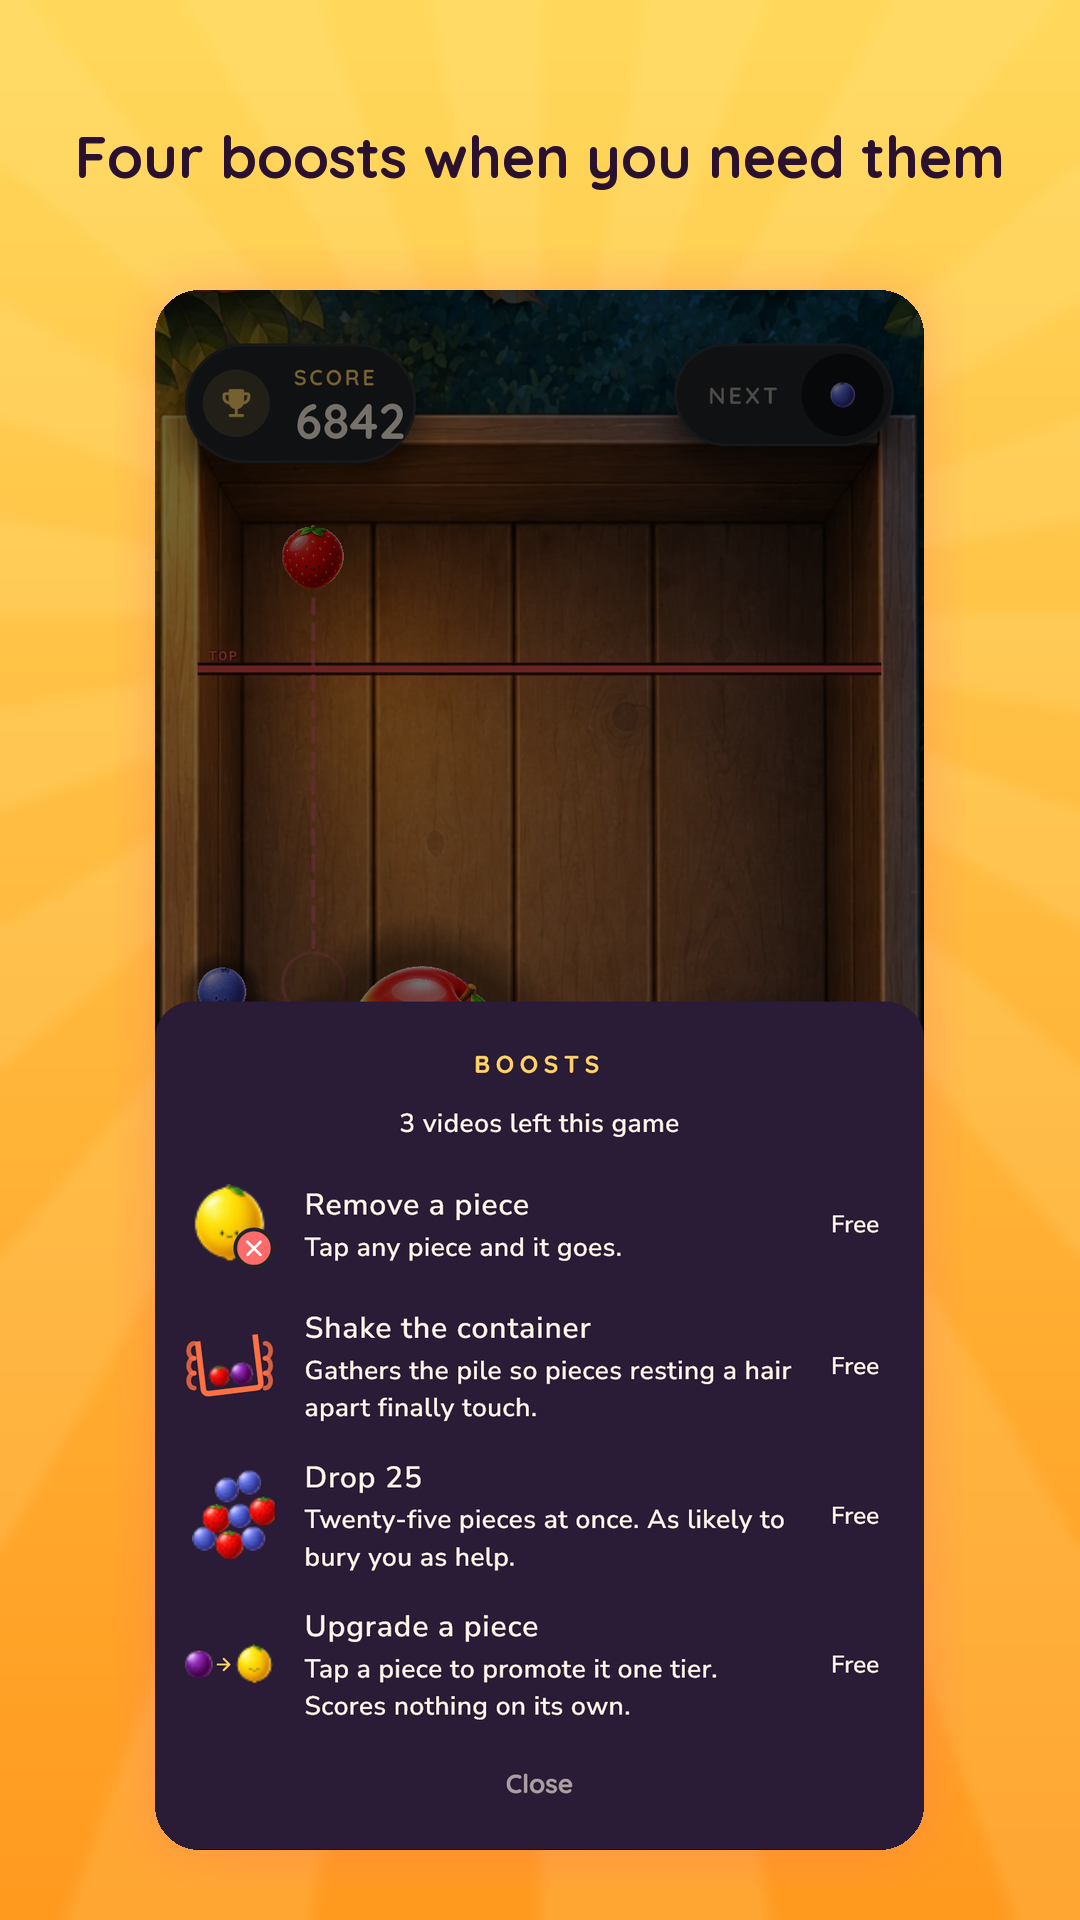 Four boosts when you need them
SCORE
6842
NEXT
TOP
BOOSTS
3 videos left this game
Remove a piece
Tap any piece and it goes.
Free
Shake the container
Gathers the pile so pieces resting a hair
apart finally touch.
Free
Drop 25
Twenty-five pieces at once. As likely to
bury you as help.
Free
Upgrade a piece
Tap a piece to promote it one tier.
Scores nothing on its own.
Free
Close